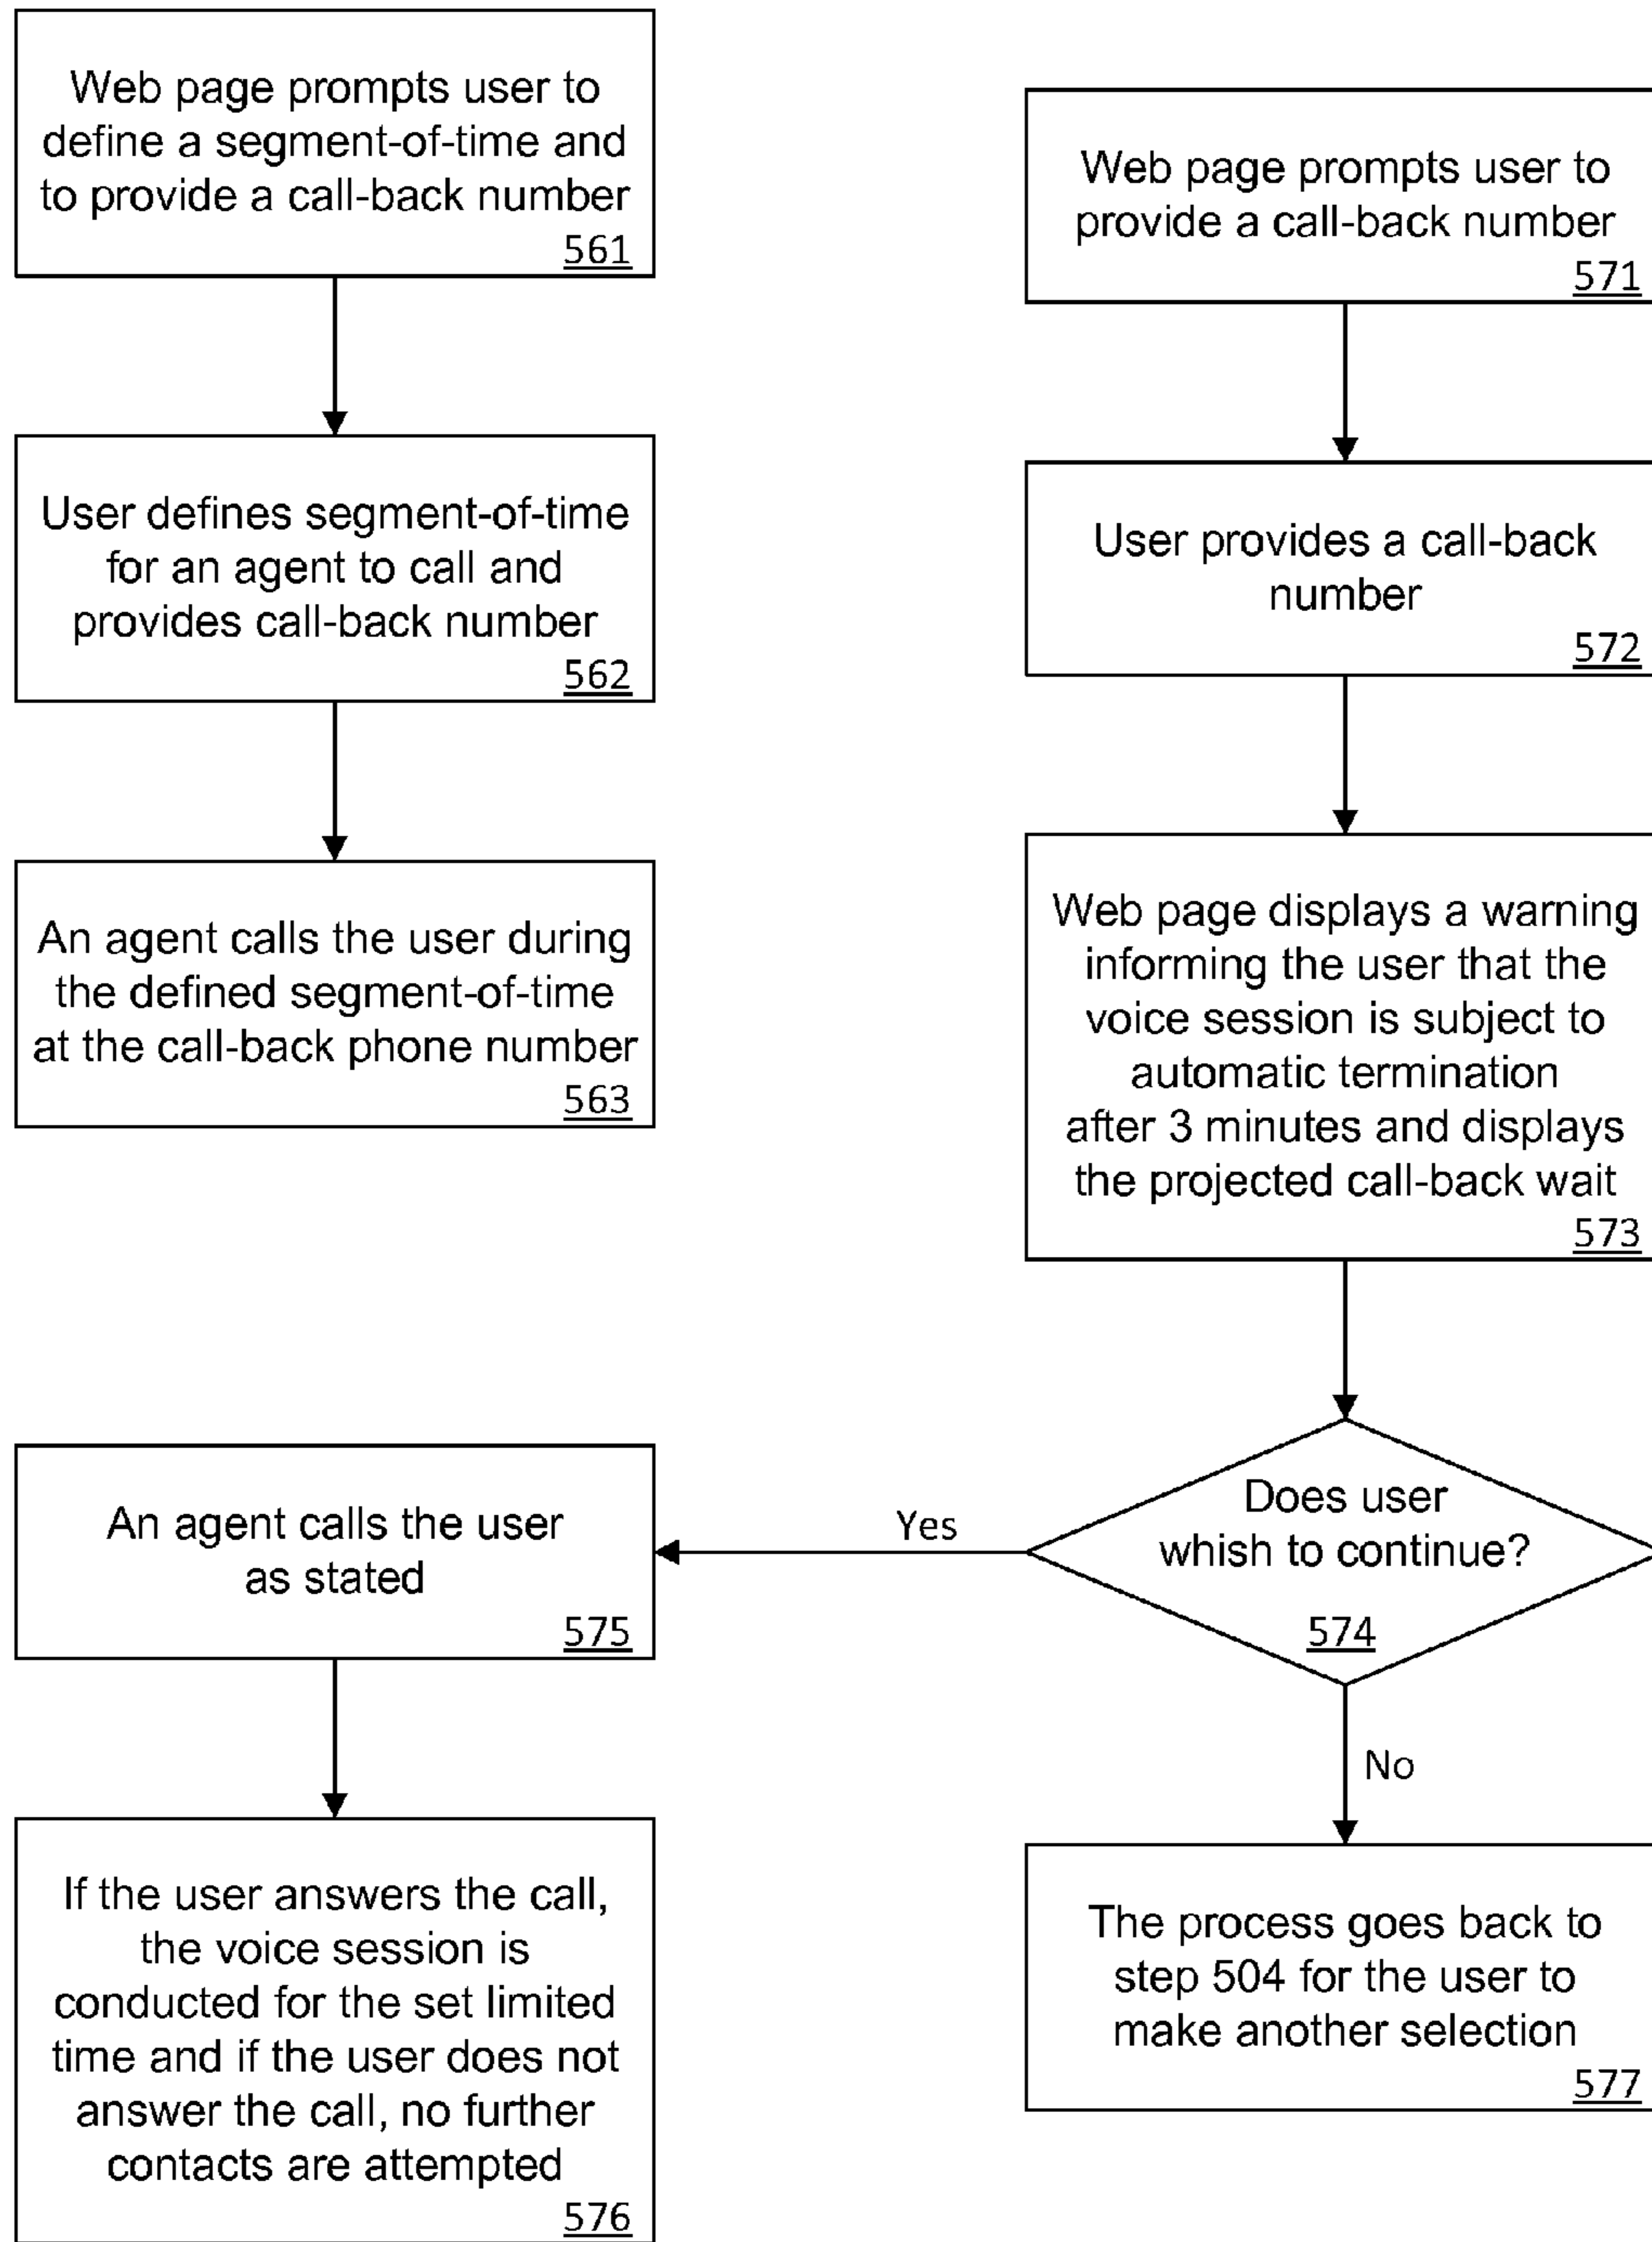 Web page prompts user to
define a segment-of-time and
to provide a call-back number
561
User defines segment-of-time
for an agent to call and
provides call-back number
562
An agent calls the user during
the defined segment-of-time
at the call-back phone number
563
Web page prompts user to
provide a call-back number
571
User provides a call-back
number
572
Web page displays a warning
informing the user that the
voice session is subject to
automatic termination
after 3 minutes and displays
the projected call-back wait
573
Does user
whish to continue?
574
Yes
An agent calls the user
as stated
575
If the user answers the call,
the voice session is
conducted for the set limited
time and if the user does not
answer the call, no further
contacts are attempted
576
No
The process goes back to
step 504 for the user to
make another selection
577